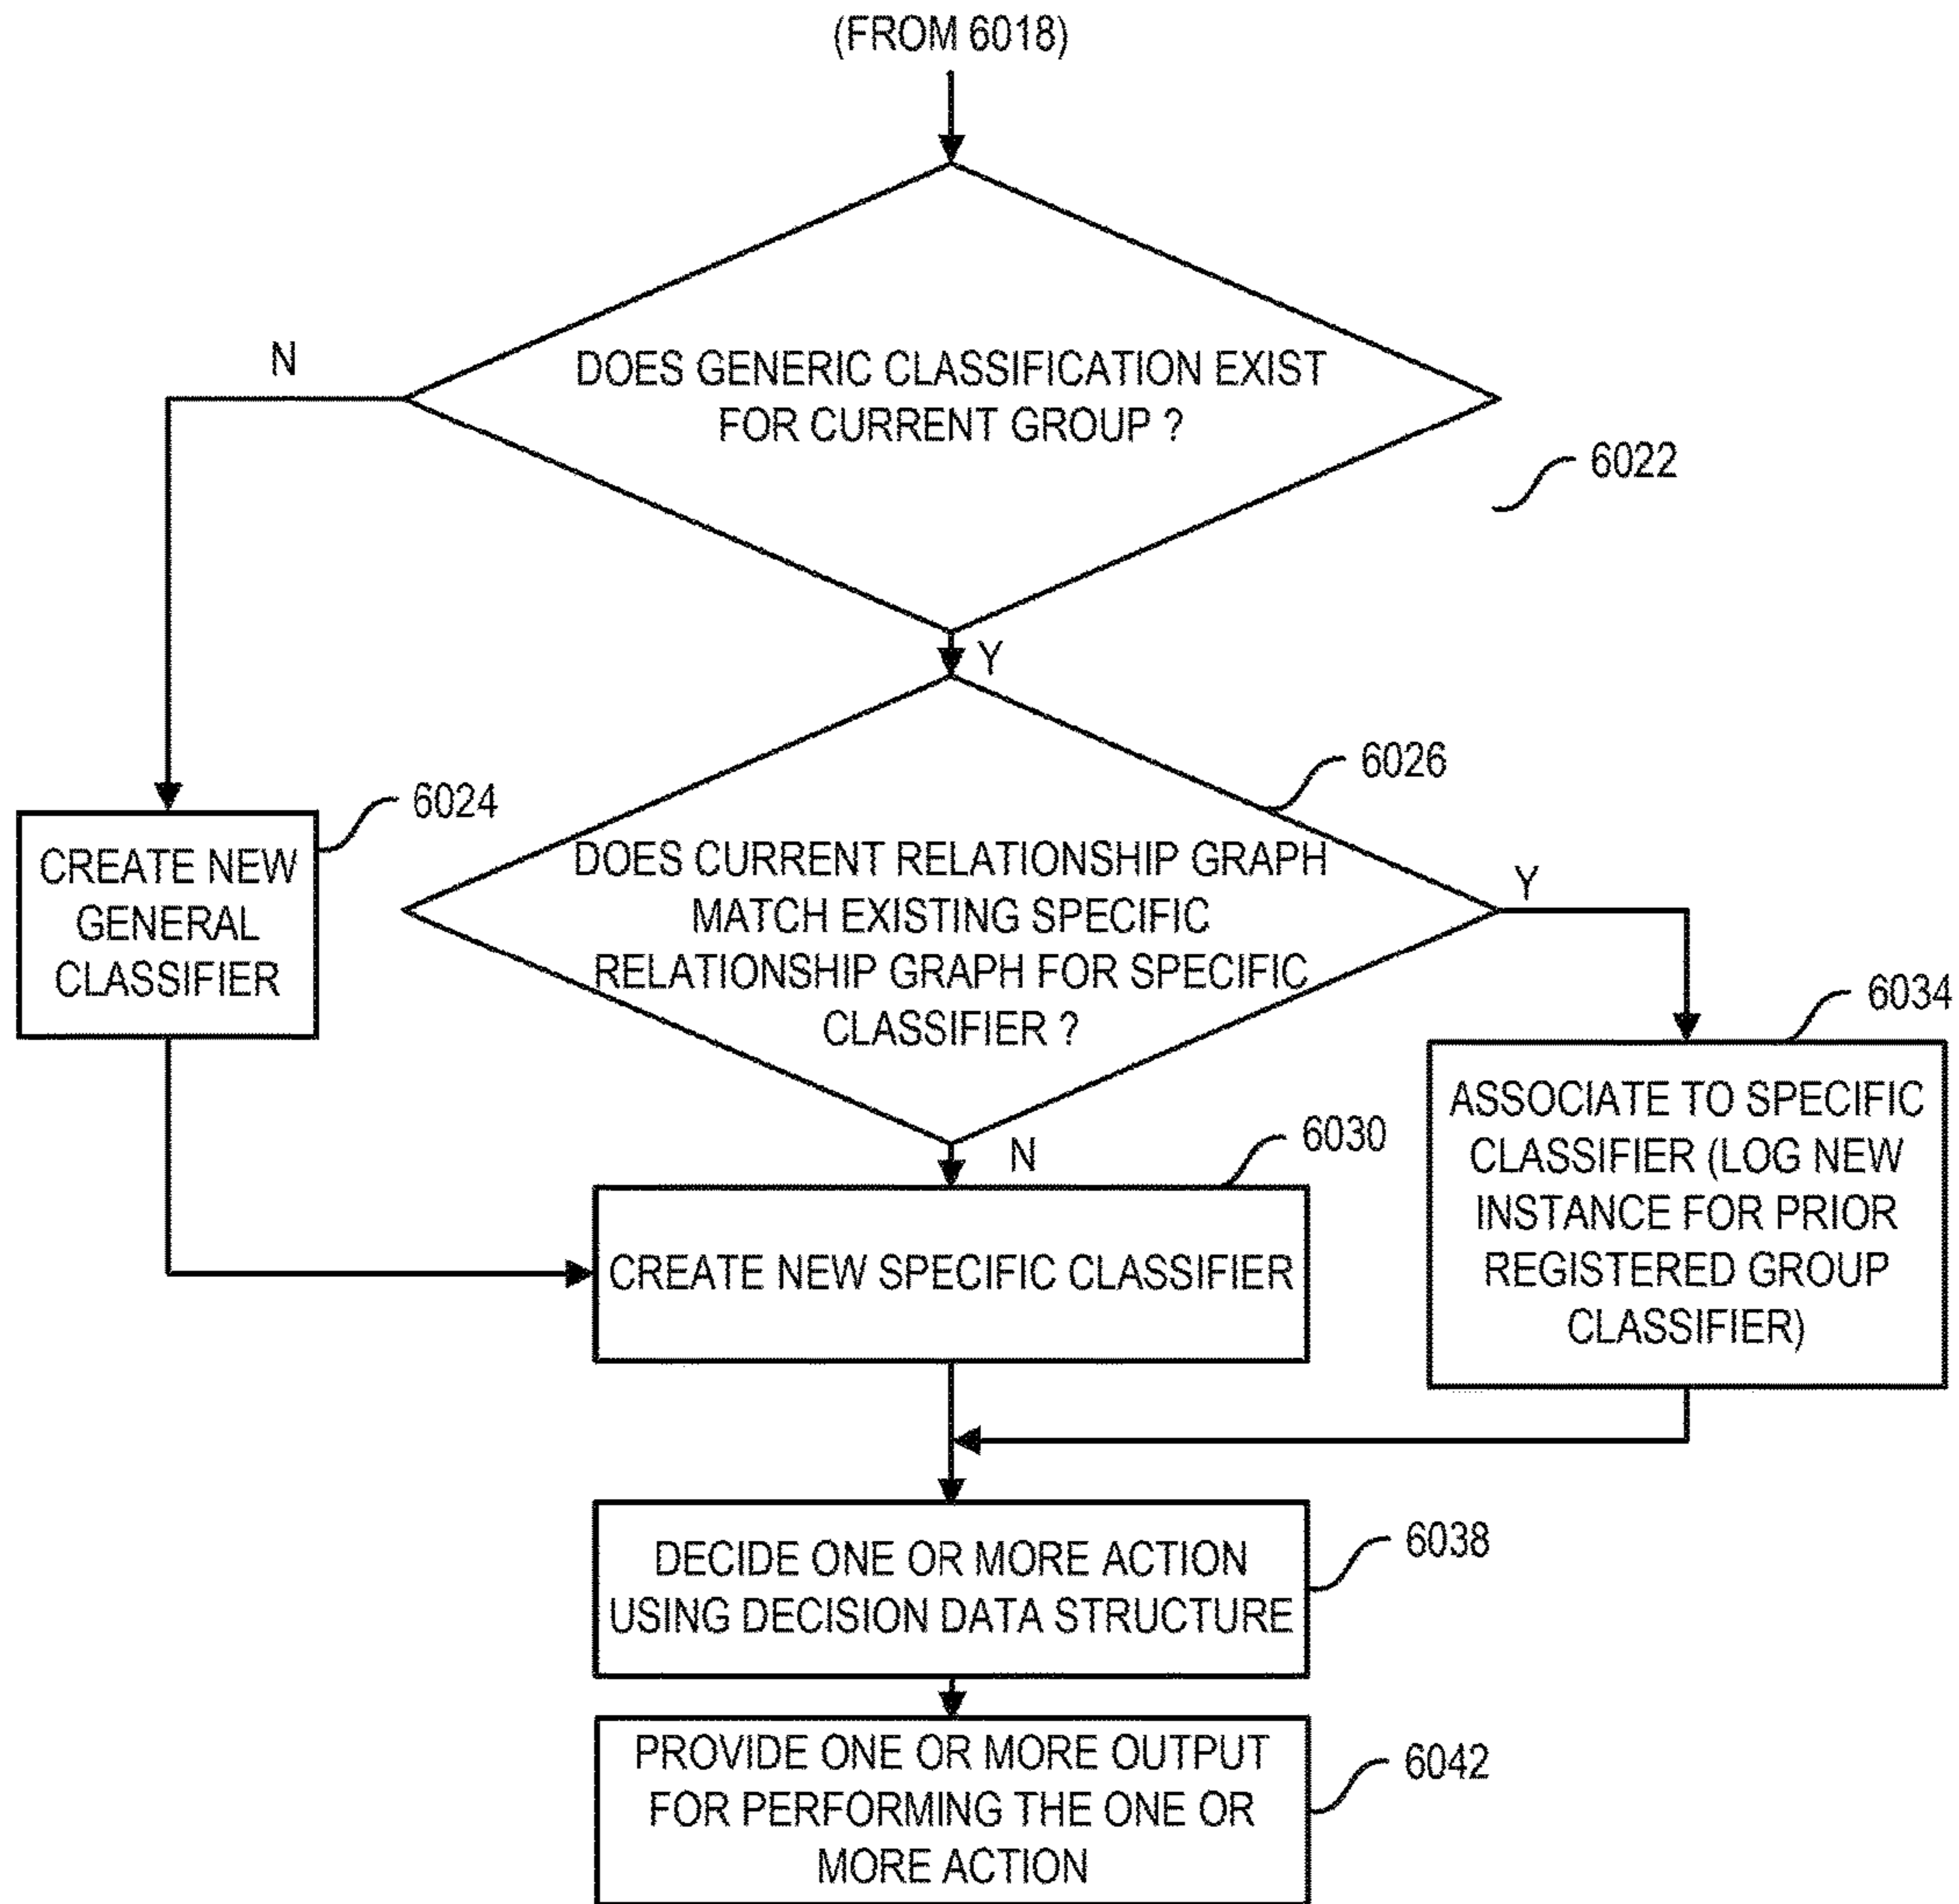 (FROM 6018)
DOES GENERIC CLASSIFICATION EXIST
FOR CURRENT GROUP ?
N
6022
Y
6026
DOES CURRENT RELATIONSHIP GRAPH
MATCH EXISTING SPECIFIC
RELATIONSHIP GRAPH FOR SPECIFIC
CLASSIFIER ?
6024
CREATE NEW
GENERAL
CLASSIFIER
Y
6034
ASSOCIATE TO SPECIFIC
CLASSIFIER (LOG NEW
INSTANCE FOR PRIOR
REGISTERED GROUP
CLASSIFIER)
N
6030
CREATE NEW SPECIFIC CLASSIFIER
DECIDE ONE OR MORE ACTION
USING DECISION DATA STRUCTURE
6038
PROVIDE ONE OR MORE OUTPUT
FOR PERFORMING THE ONE OR
MORE ACTION
6042